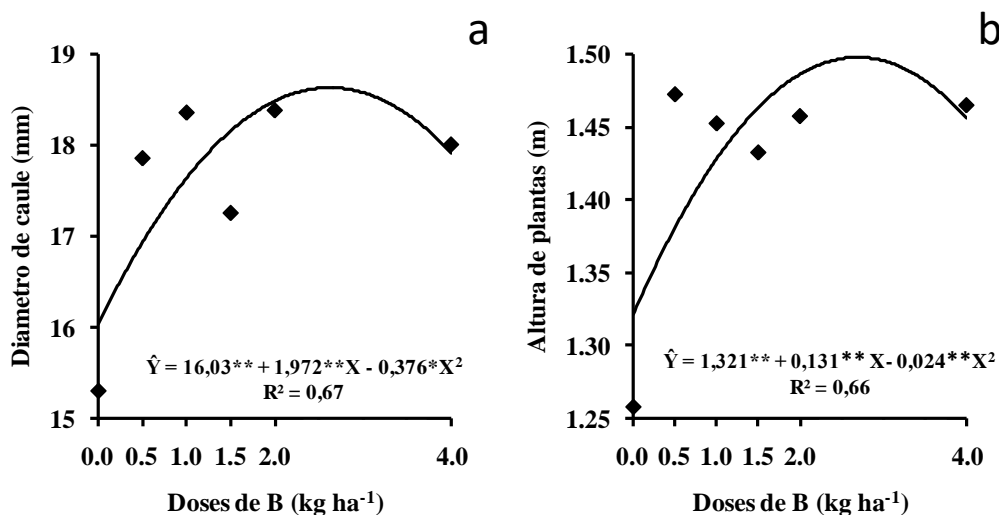 a
19
18
17
16
15
Diametro de caule (mm)
Ŷ = 16,03** + 1,972**X - 0,376*X²
R² = 0,67
0.0 0.5 1.0 1.5 2.0 4.0
Doses de B (kg ha⁻¹)
b
1.50
1.45
1.40
1.35
1.30
1.25
Altura de plantas (m)
Ŷ = 1,321** + 0,131** X- 0,024**X²
R² = 0,66
0.0 0.5 1.0 1.5 2.0 4.0
Doses de B (kg ha⁻¹)